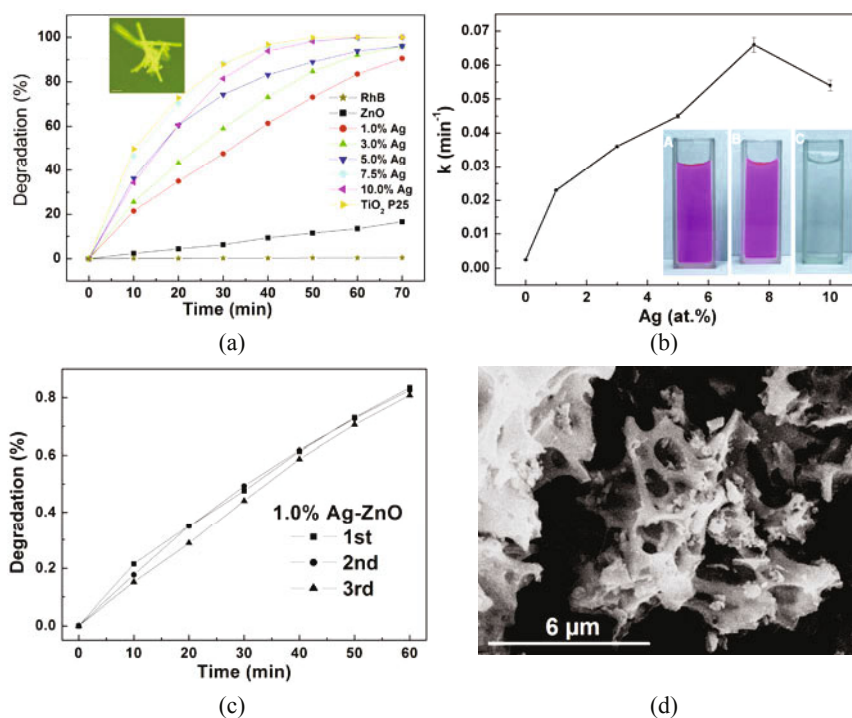 100
80
60
40
20
0
Degradation (%)
RhB
ZnO
1.0% Ag
3.0% Ag
5.0% Ag
7.5% Ag
10.0% Ag
TiO₂ P25
0 10 20 30 40 50 60 70
Time (min)
(a)
0.07
0.06
0.05
0.04
0.03
0.02
0.01
0.00
k (min⁻¹)
A B C
0 2 4 6 8 10
Ag (at.%)
(b)
0.8
0.6
0.4
0.2
0.0
Degradation (%)
1.0% Ag-ZnO
1st
2nd
3rd
0 10 20 30 40 50 60
Time (min)
(c)
6 µm
(d)